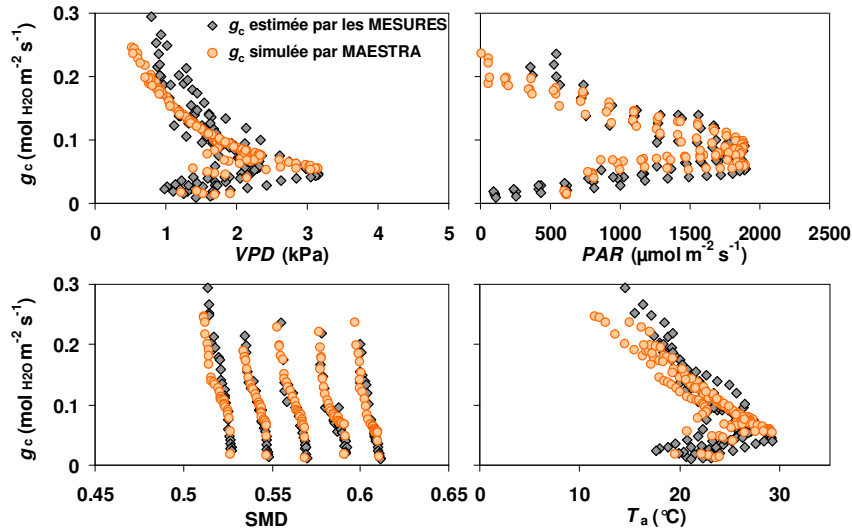 0.3
0.2
0.1
0
g c (mol H2O m-2 s-1)
gc estimée par les MESURES
gc simulée par MAESTRA
0 1 2 3 4 5
VPD (kPa)
0 500 1000 1500 2000 2500
PAR (µmol m-2 s-1)
0.3
0.2
0.1
0
g c (mol H2O m-2 s-1)
0.45 0.5 0.55 0.6 0.65
SMD
0 10 20 30
Ta (°C)